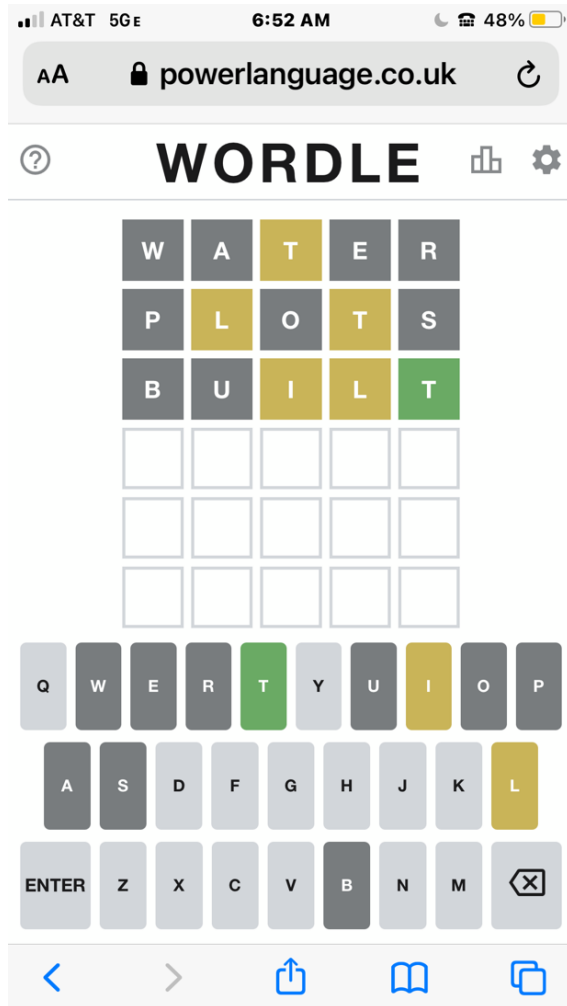 AT&T 5GE 6:52 AM 48%
AA powerlanguage.co.uk
? WORDLE
W A T E R
P L O T S
B U I L T
Q W E R T Y U I O P
A S D F G H J K L
ENTER Z X C V B N M